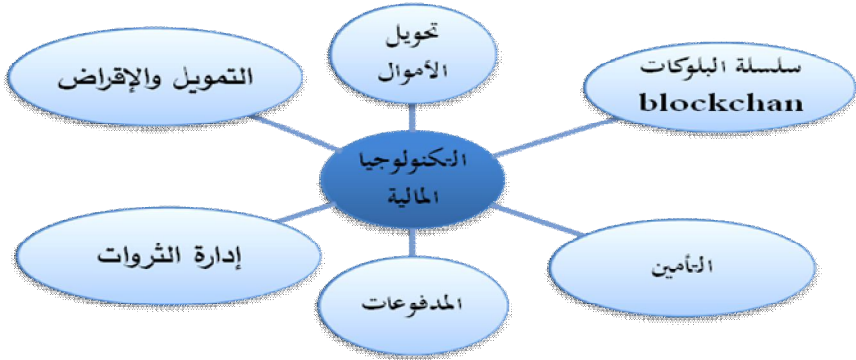 تحويل
الأموال
سلسلة البلوكات
blockchan
التمويل والإقراض
التكنولوجيا
المالية
التأمين
إدارة الثروات
المدفوعات